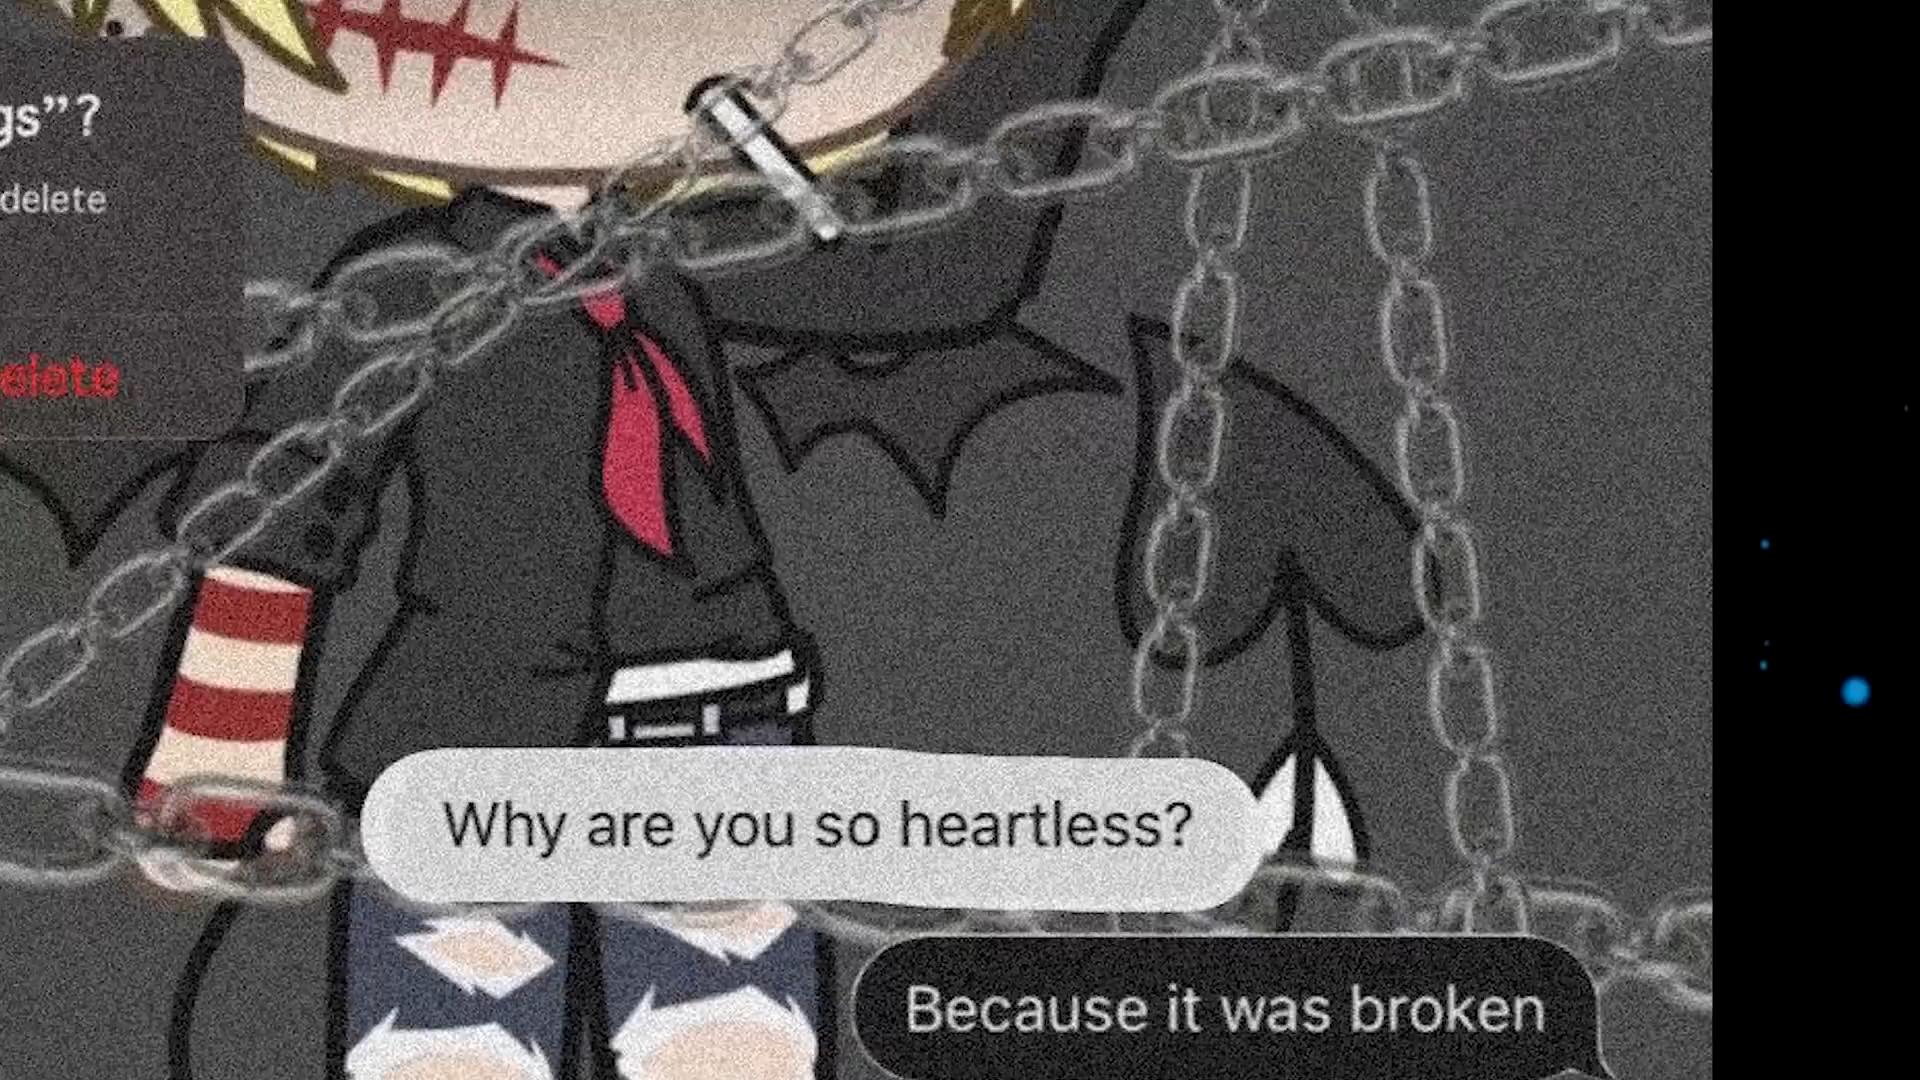 gs”?
delete
elete
Why are you so heartless?
Because it was broken